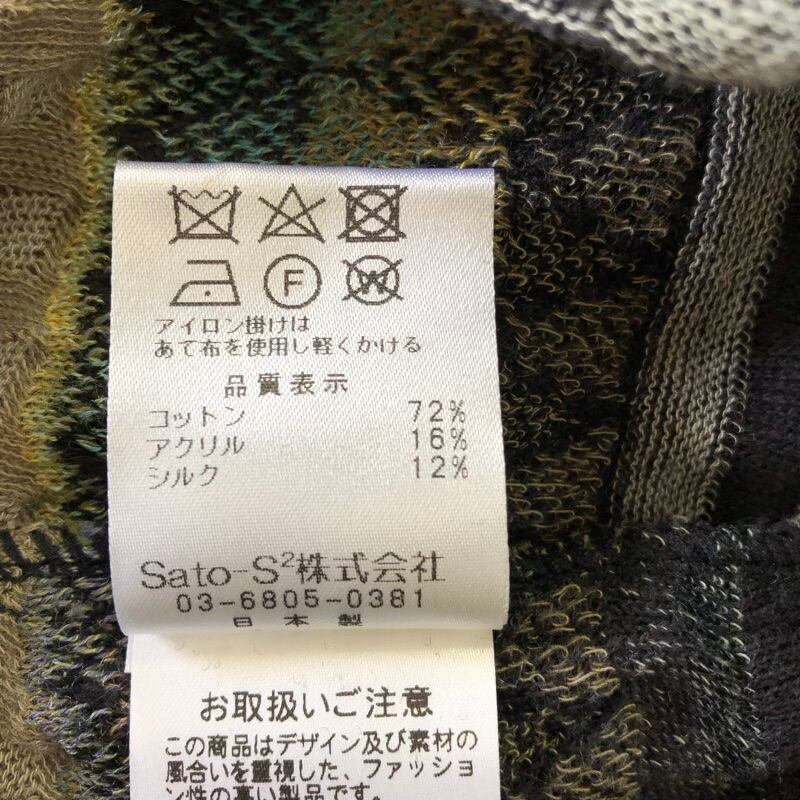 F
W
アイロン掛けは
あて布を使用し軽くかける
品質表示
コットン 72%
アクリル 16%
シルク 12%
Sato-S²株式会社
03-6805-0381
日本製
お取扱いご注意
この商品はデザイン及び素材の
風合いを重視した、ファッショ
ン性の高い製品です。